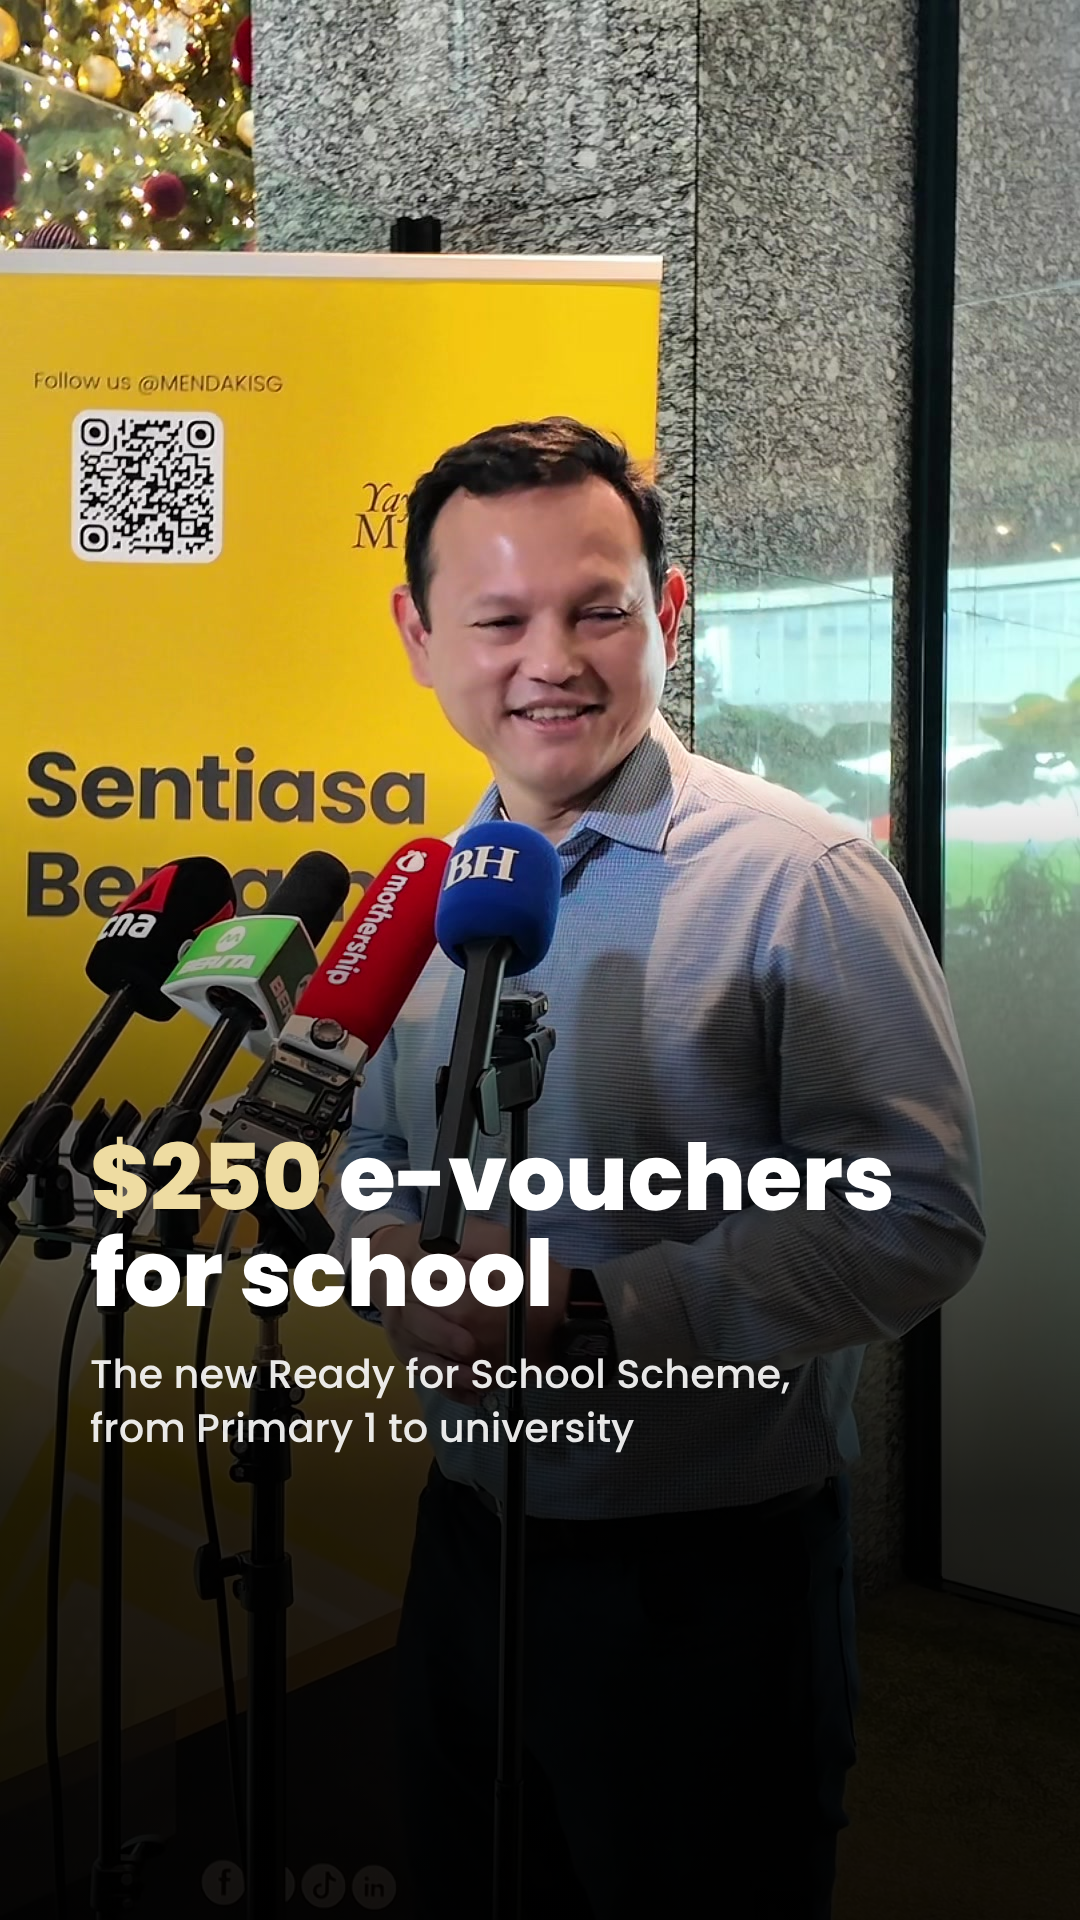 Follow us @MENDAKISG
Sentiasa
cna
BERITA
mothership
BH
$250 e-vouchers
for school
The new Ready for School Scheme,
from Primary 1 to university